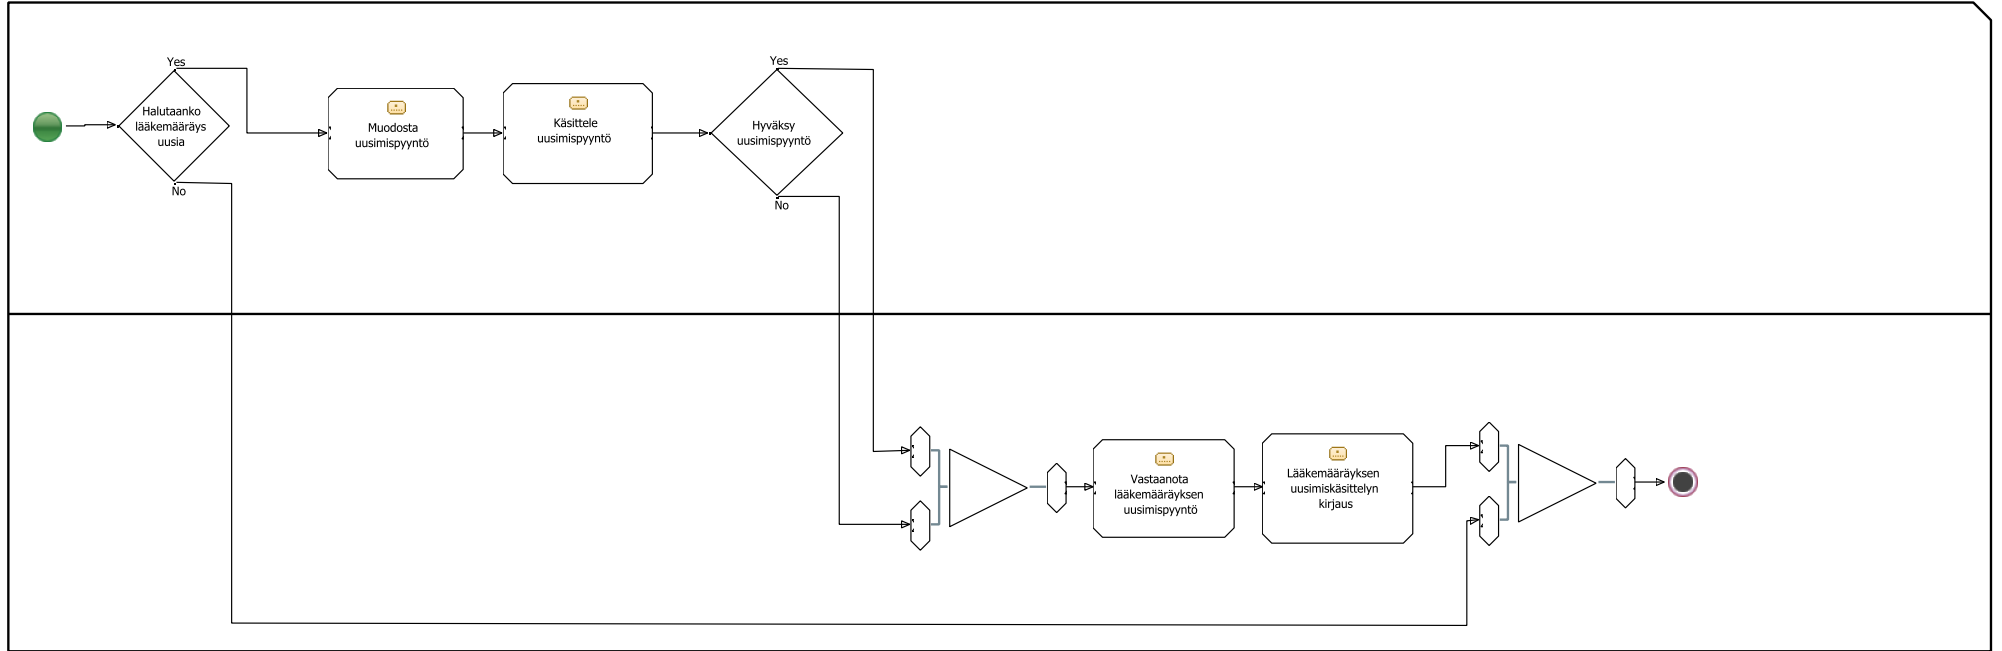 Yes
Halutaanko
lääkemääräys
uusia
No
Muodosta
uusimispyyntö
Käsittele
uusimispyyntö
Yes
Hyväksy
uusimispyyntö
No
Vastaanota
lääkemääräyksen
uusimispyyntö
Lääkemääräyksen
uusimiskäsittelyn
kirjaus